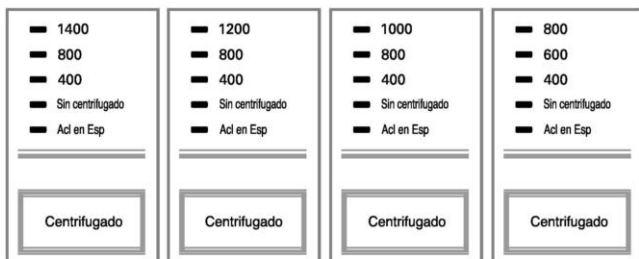 1400
800
400
Sin centrifugado
Acl en Esp
Centrifugado
1200
800
400
Sin centrifugado
Acl en Esp
Centrifugado
1000
800
400
Sin centrifugado
Acl en Esp
Centrifugado
800
600
400
Sin centrifugado
Acl en Esp
Centrifugado